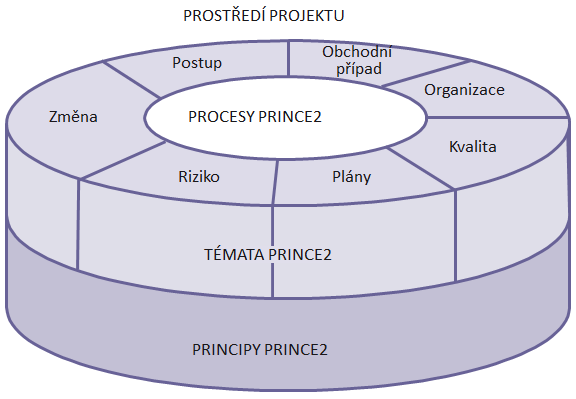 PROSTŘEDÍ PROJEKTU
Postup
Obchodní
případ
Organizace
Změna
PROCESY PRINCE2
Kvalita
Riziko
Plány
TÉMATA PRINCE2
PRINCIPY PRINCE2